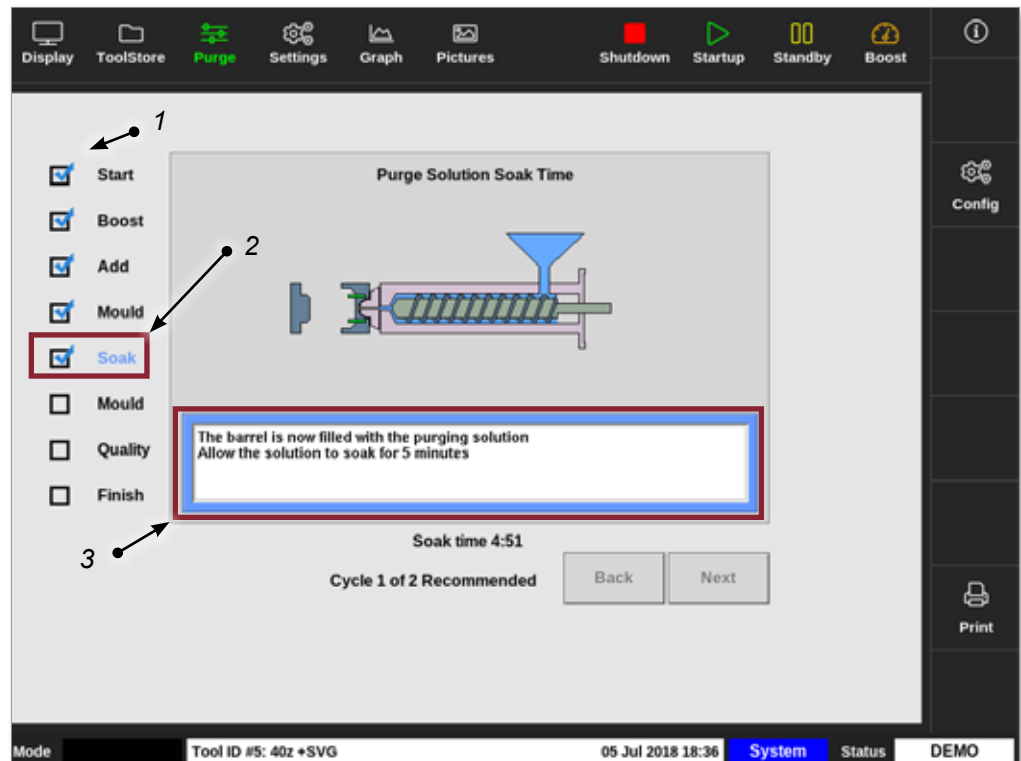 Display ToolStore Purge Settings Graph Pictures Shutdown Startup Standby Boost
1
Start
Purge Solution Soak Time
Config
Boost
2
Add
Mould
Soak
Mould
The barrel is now filled with the purging solution
Allow the solution to soak for 5 minutes
Quality
Finish
3
Soak time 4:51
Cycle 1 of 2 Recommended
Back Next
Print
Mode Tool ID #5: 40z +SVG 05 Jul 2018 18:36 System Status DEMO